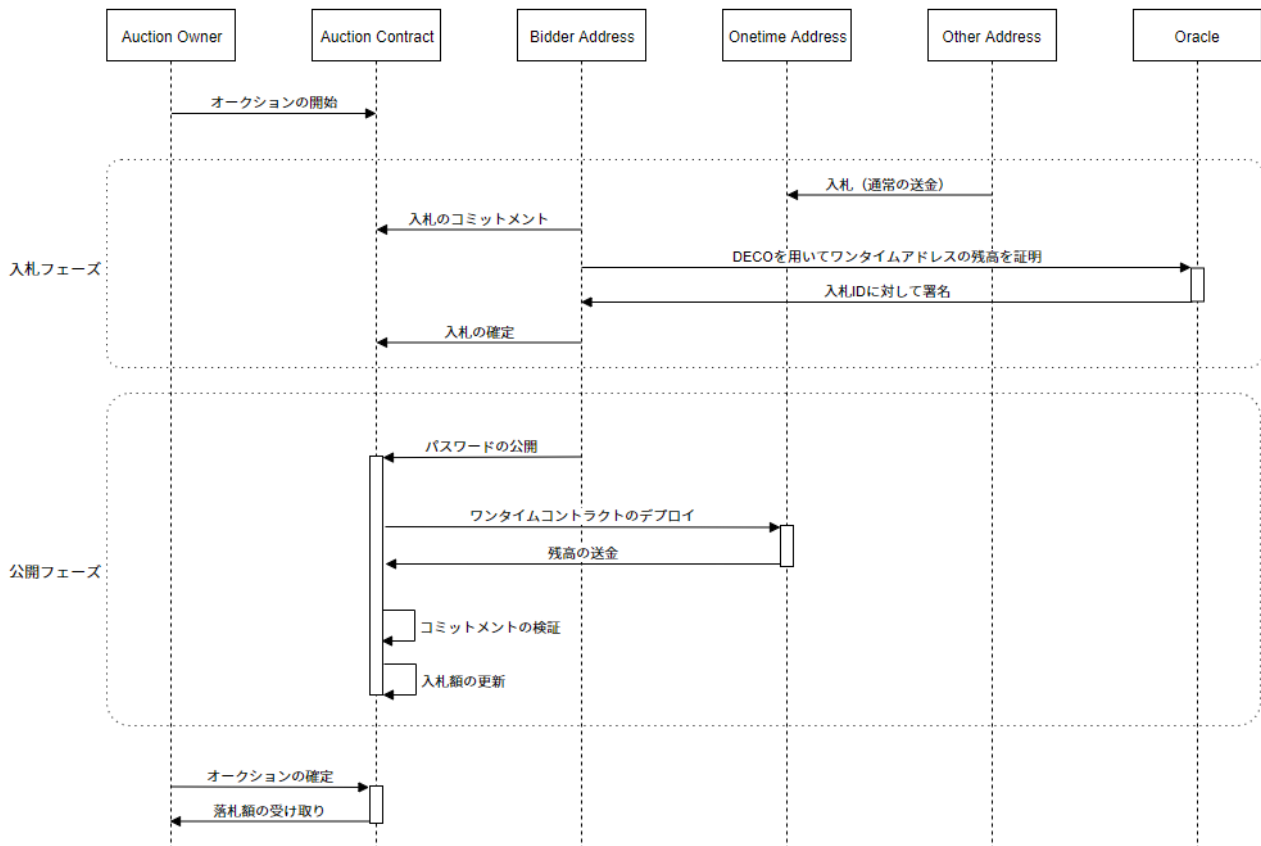 Auction Owner
Auction Contract
Bidder Address
Onetime Address
Other Address
Oracle
オークションの開始
入札（通常の送金）
入札のコミットメント
DECOを用いてワンタイムアドレスの残高を証明
入札フェーズ
入札IDに対して署名
入札の確定
パスワードの公開
ワンタイムコントラクトのデプロイ
残高の送金
公開フェーズ
コミットメントの検証
入札額の更新
オークションの確定
落札額の受け取り